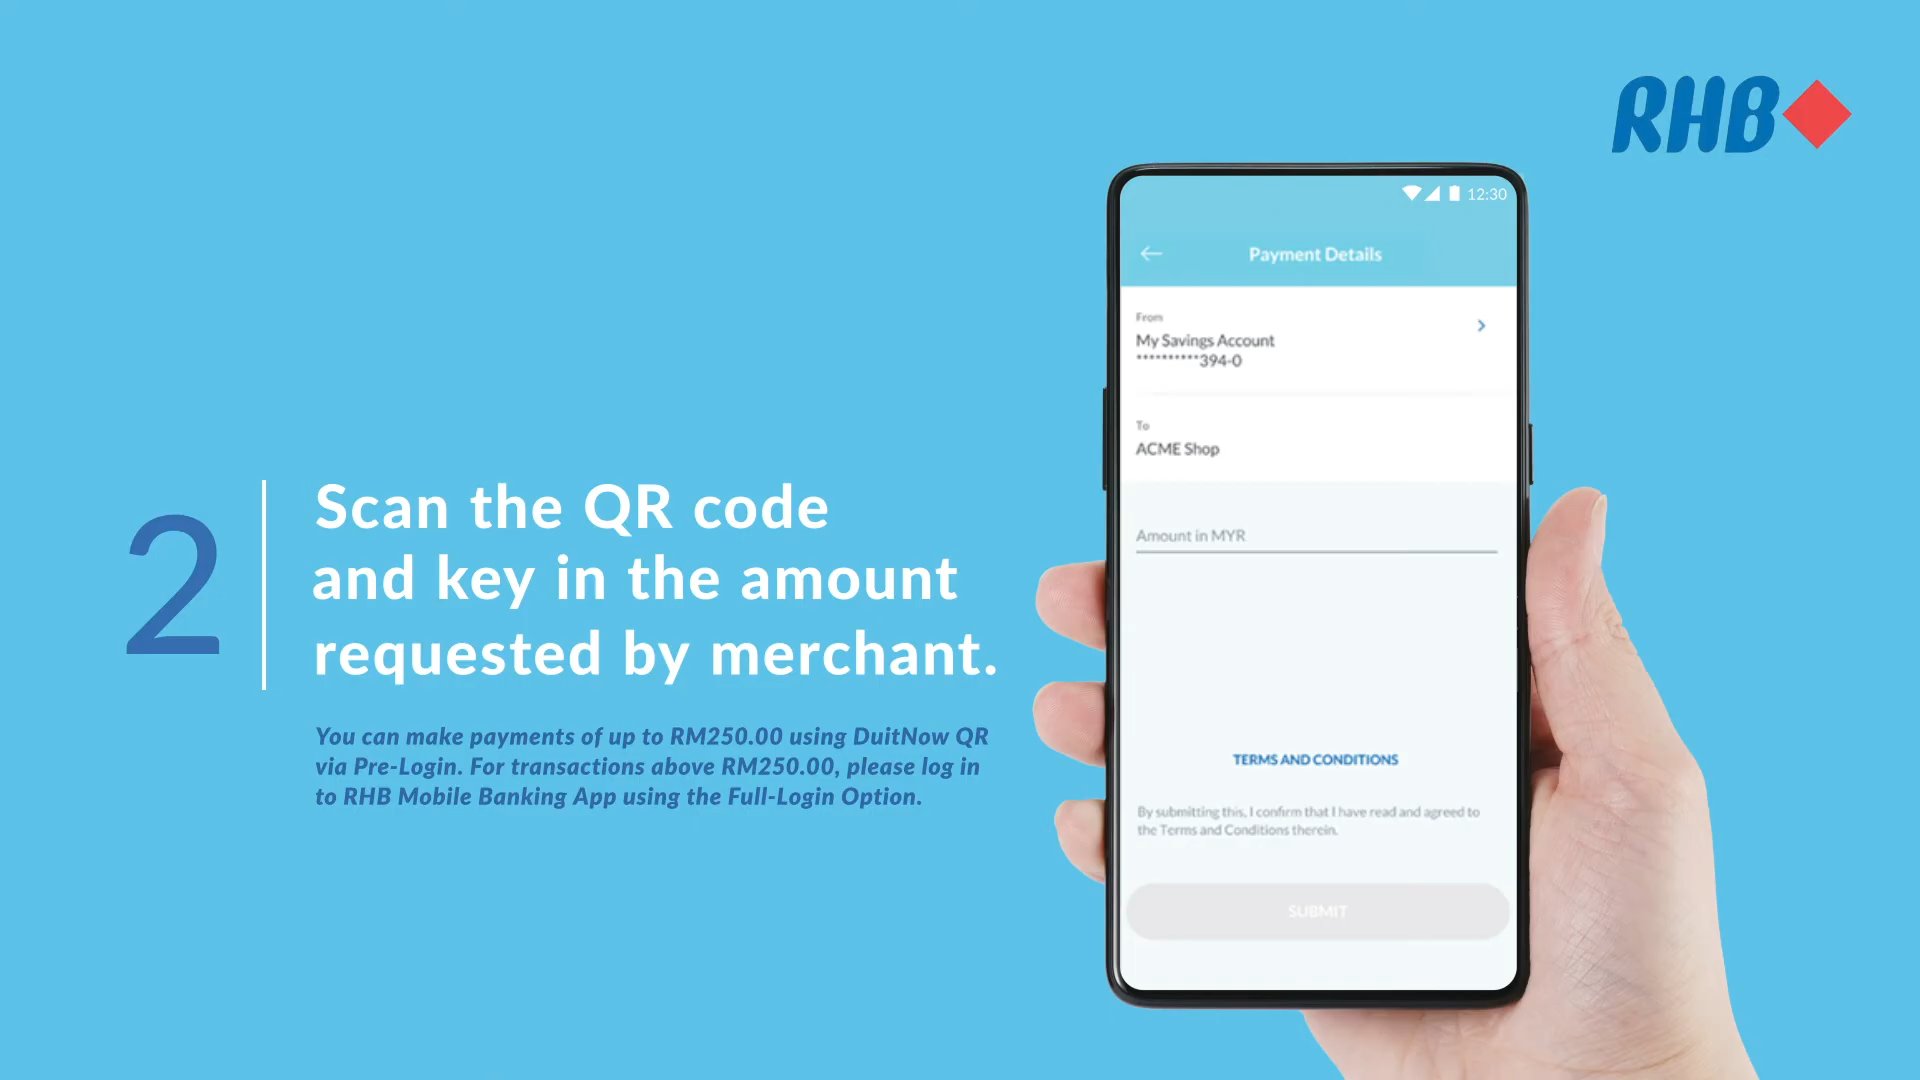 RHB
2
Scan the QR code
and key in the amount
requested by merchant.
You can make payments of up to RM250.00 using DuitNow QR
via Pre-Login. For transactions above RM250.00, please log in
to RHB Mobile Banking App using the Full-Login Option.
12:30
Payment Details
From
My Savings Account
**********394-0
To
ACME Shop
Amount in MYR
TERMS AND CONDITIONS
By submitting this, I confirm that I have read and agreed to
the Terms and Conditions therein.
SUBMIT